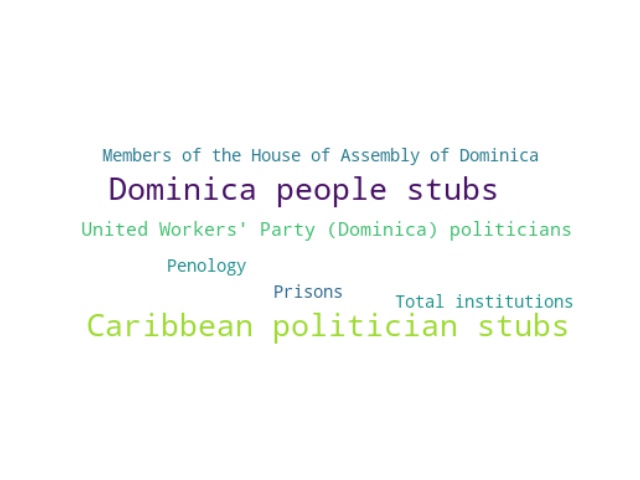 Members of the House of Assembly of Dominica
Dominica people stubs
United Workers' Party (Dominica) politicians
Penology
Prisons
Total institutions
Caribbean politician stubs